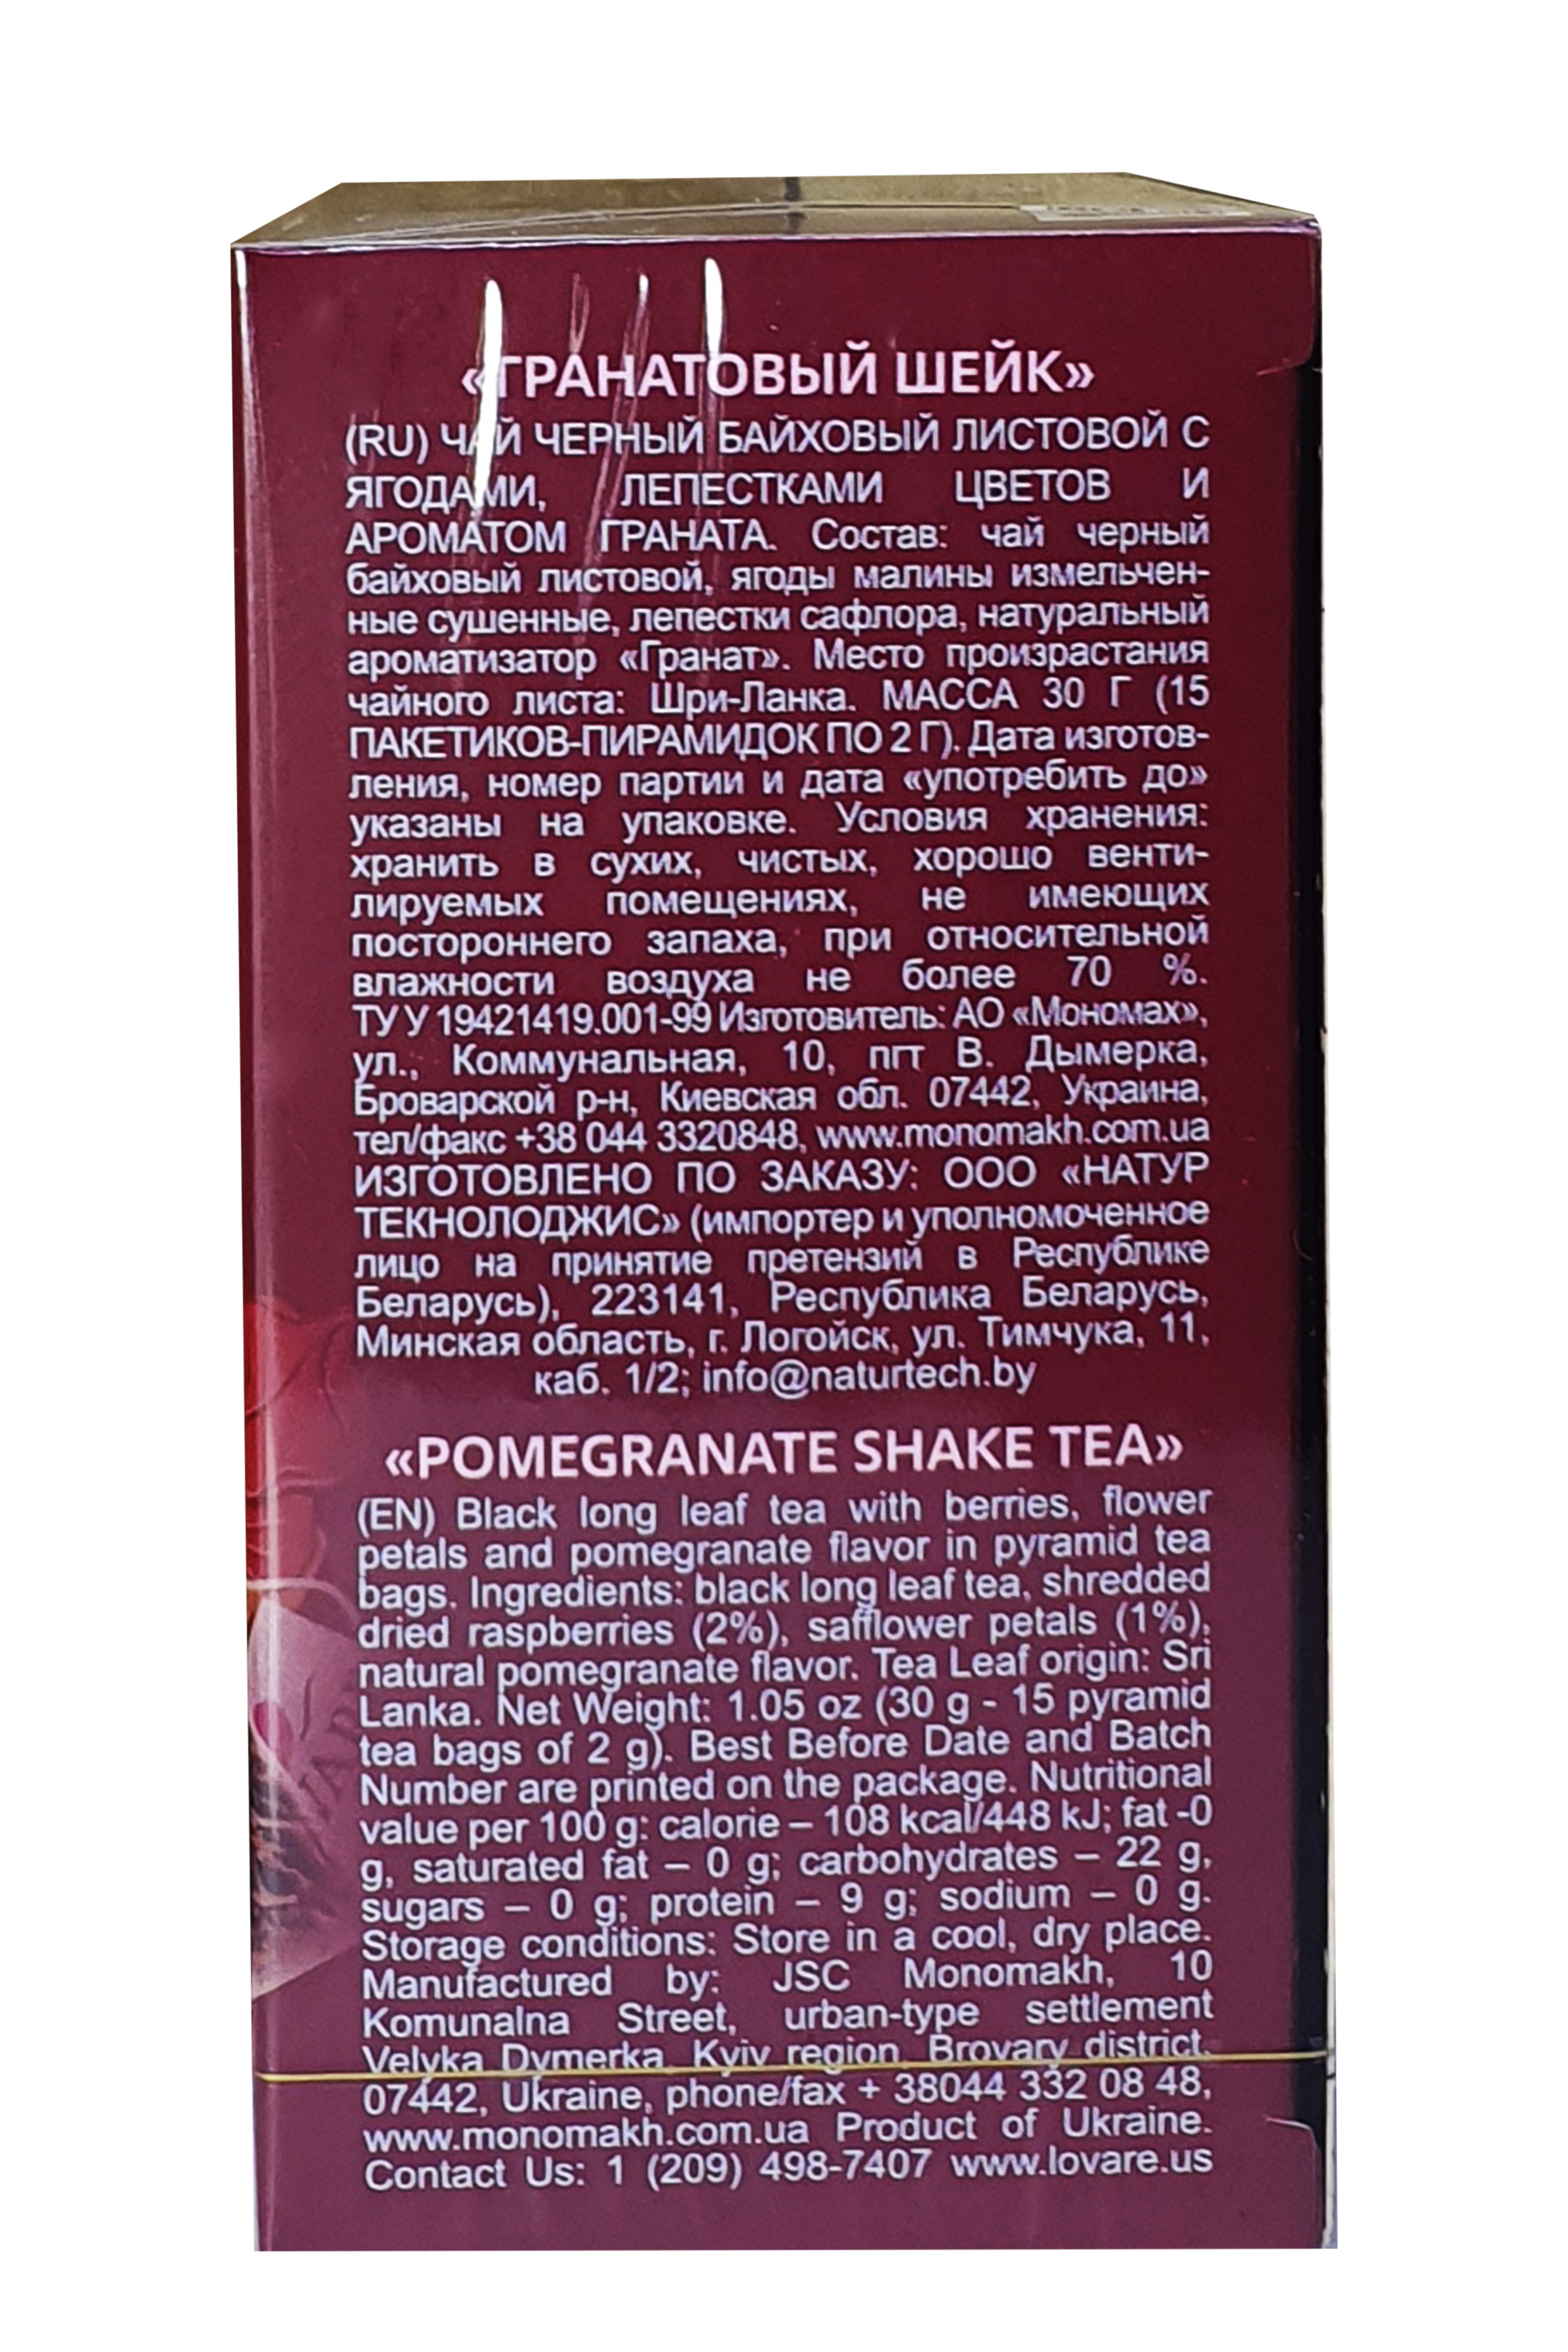 «ГРАНАТОВЫЙ ШЕЙК»
(RU) ЧАЙ ЧЕРНЫЙ БАЙХОВЫЙ ЛИСТОВОЙ С
ЯГОДАМИ, ЛЕПЕСТКАМИ ЦВЕТОВ И
АРОМАТОМ ГРАНАТА. Состав: чай черный
байховый листовой, ягоды малины измельчен-
ные сушенные, лепестки сафлора, натуральный
ароматизатор «Гранат». Место произрастания
чайного листа: Шри-Ланка. МАССА 30 Г (15
ПАКЕТИКОВ-ПИРАМИДОК ПО 2 Г). Дата изготов-
ления, номер партии и дата «употребить до»
указаны на упаковке. Условия хранения:
хранить в сухих, чистых, хорошо венти-
лируемых помещениях, не имеющих
постороннего запаха, при относительной
влажности воздуха не более 70 %.
ТУ У 19421419.001-99 Изготовитель: АО «Мономах»,
ул., Коммунальная, 10, пгт В. Дымерка,
Броварской р-н, Киевская обл. 07442, Украина,
тел/факс +38 044 3320848, www.monomakh.com.ua
ИЗГОТОВЛЕНО ПО ЗАКАЗУ: ООО «НАТУР
ТЕКНОЛОДЖИС» (импортер и уполномоченное
лицо на принятие претензий в Республике
Беларусь), 223141, Республика Беларусь,
Минская область, г. Логойск, ул. Тимчука, 11,
каб. 1/2; info@naturtech.by
«POMEGRANATE SHAKE TEA»
(EN) Black long leaf tea with berries, flower
petals and pomegranate flavor in pyramid tea
bags. Ingredients: black long leaf tea, shredded
dried raspberries (2%), safflower petals (1%),
natural pomegranate flavor. Tea Leaf origin: Sri
Lanka. Net Weight: 1.05 oz (30 g - 15 pyramid
tea bags of 2 g). Best Before Date and Batch
Number are printed on the package. Nutritional
value per 100 g: calorie – 108 kcal/448 kJ; fat -0
g, saturated fat – 0 g; carbohydrates – 22 g,
sugars – 0 g; protein – 9 g; sodium – 0 g.
Storage conditions: Store in a cool, dry place.
Manufactured by: JSC Monomakh, 10
Komunalna Street, urban-type settlement
Velyka Dymerka, Kyiv region, Brovary district,
07442, Ukraine, phone/fax + 38044 332 08 48,
www.monomakh.com.ua Product of Ukraine.
Contact Us: 1 (209) 498-7407 www.lovare.us